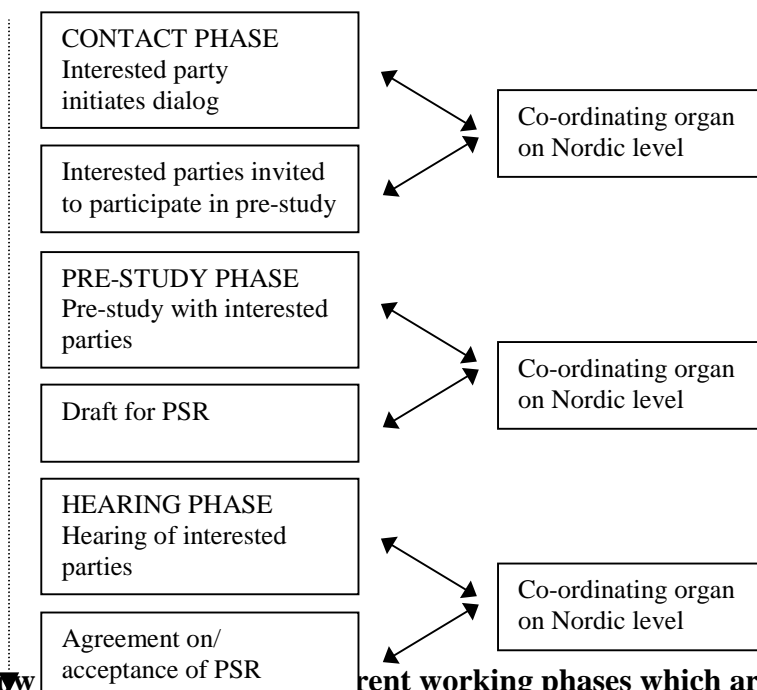 CONTACT PHASE
Interested party
initiates dialog
Co-ordinating organ
on Nordic level
Interested parties invited
to participate in pre-study
PRE-STUDY PHASE
Pre-study with interested
parties
Co-ordinating organ
on Nordic level
Draft for PSR
HEARING PHASE
Hearing of interested
parties
Co-ordinating organ
on Nordic level
Agreement on/
acceptance of PSR
working phases which